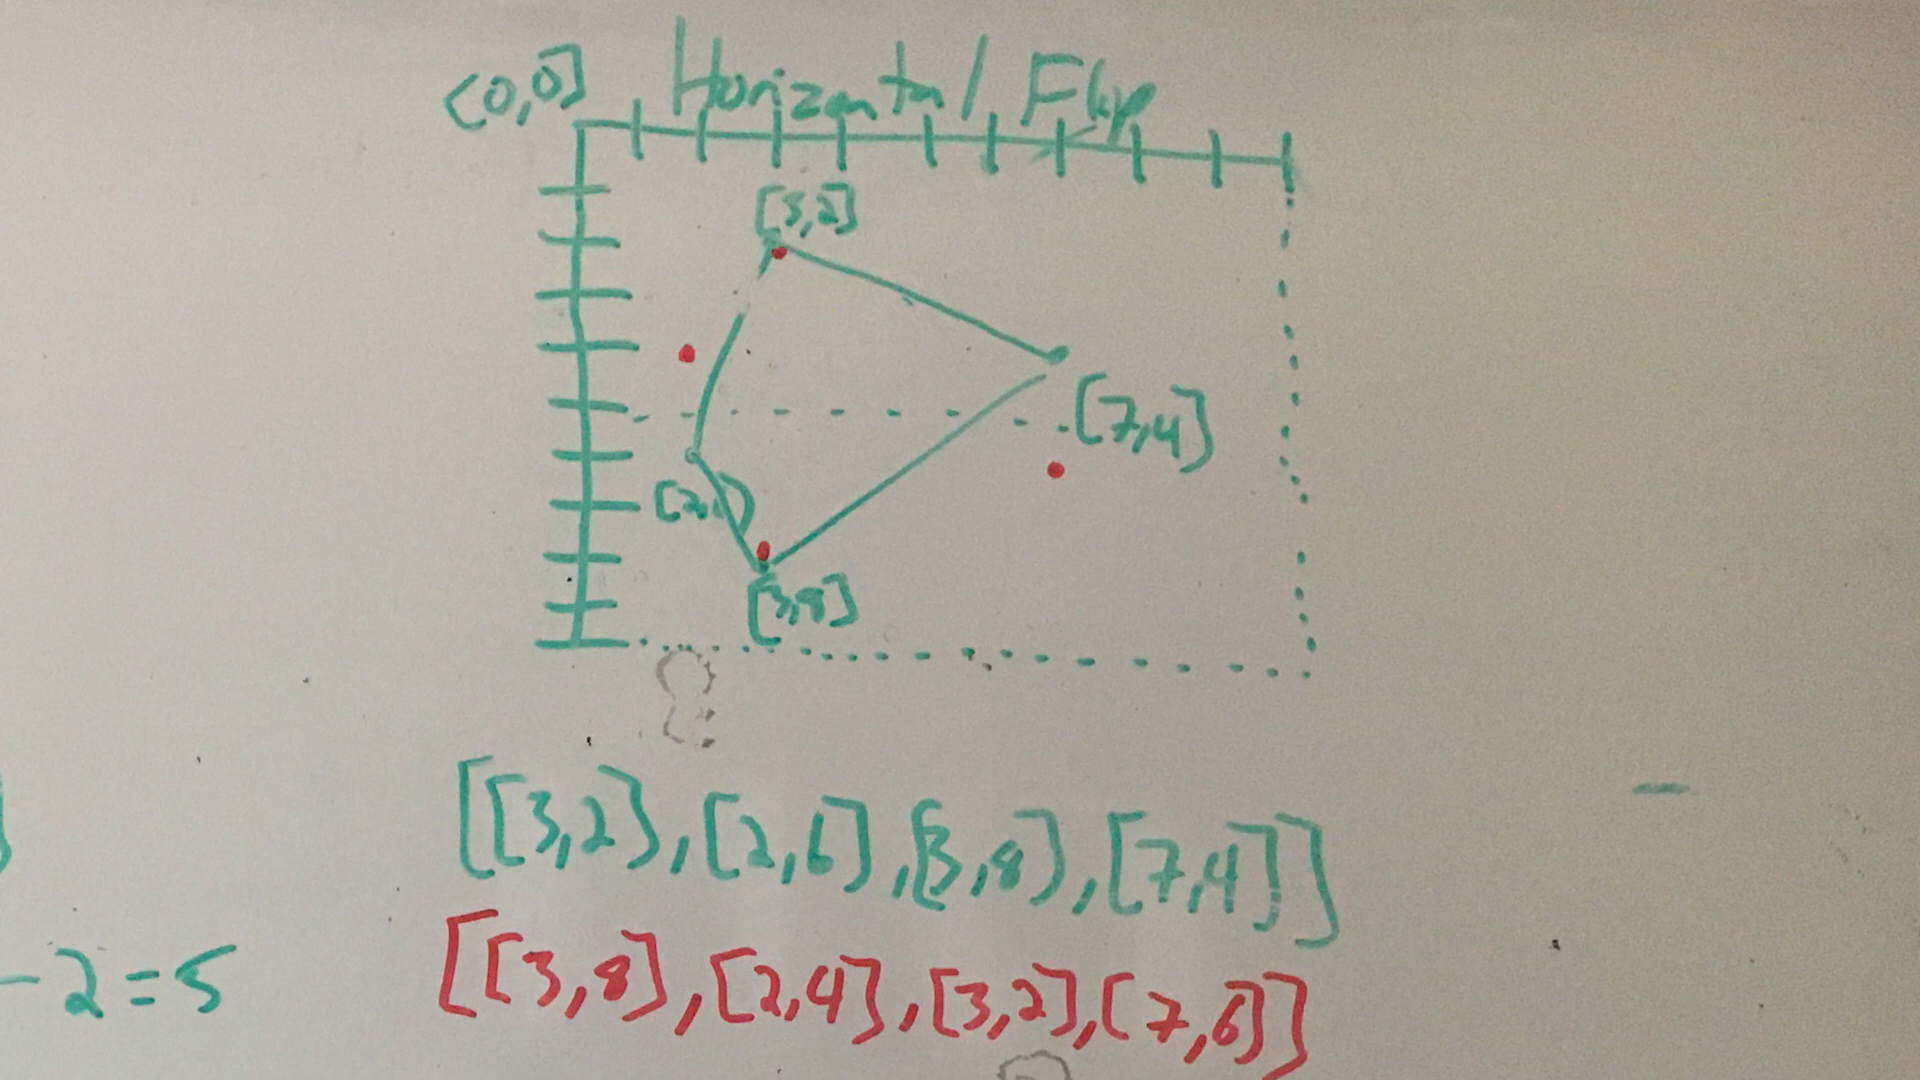 (0,0] Horizontal Flip
[3,2]
[7,4]
[3,8]
[[3,2],[2,6],[3,8],[7,4]]
- 2 = 5
[[3,8],[2,4],[3,2],[7,6]]